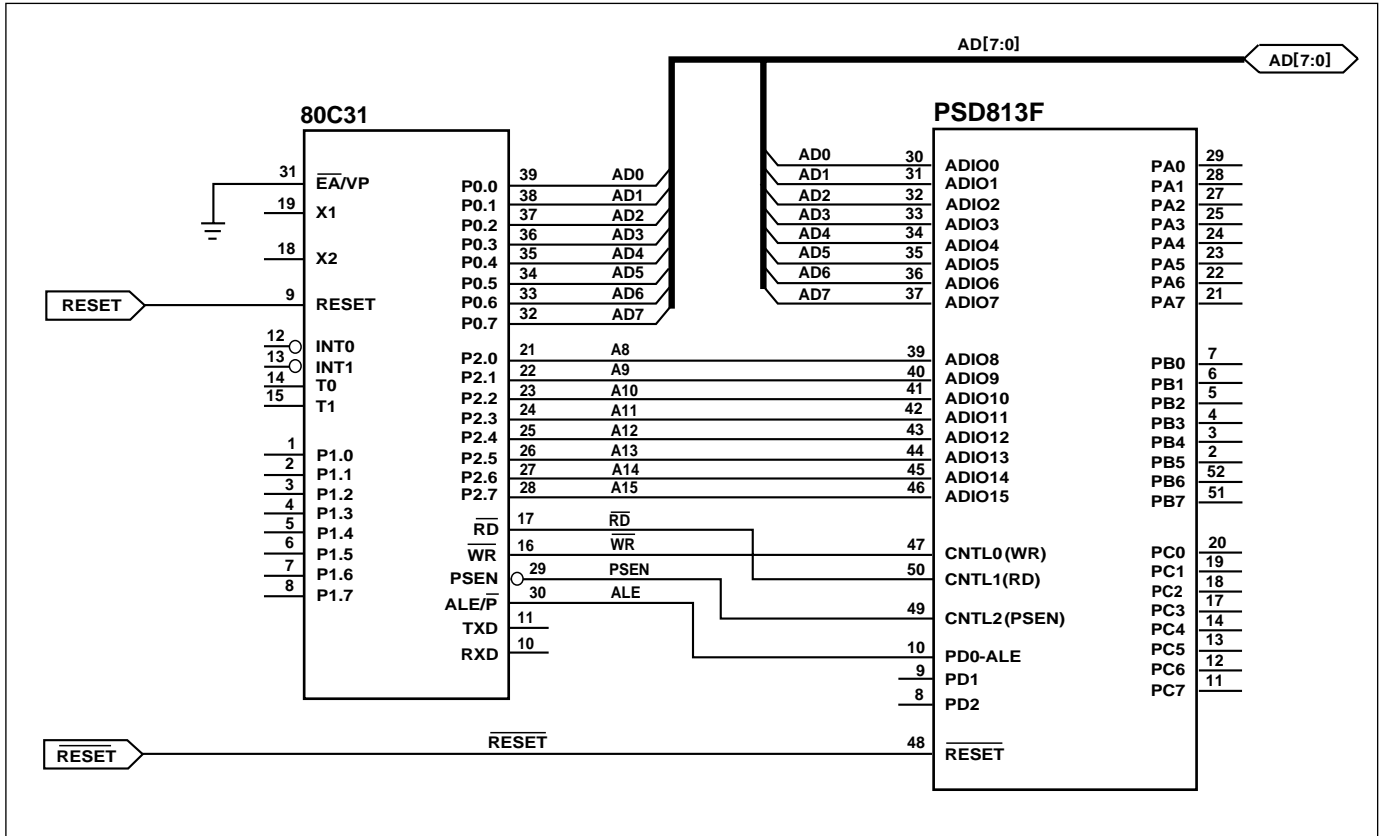 AD[7:0]
AD[7:0]
80C31
PSD813F
31 EA/VP
19 X1
18 X2
RESET
9 RESET
12 INT0
13 INT1
14 T0
15 T1
1 P1.0
2 P1.1
3 P1.2
4 P1.3
5 P1.4
6 P1.5
7 P1.6
8 P1.7
P0.0 39 AD0
P0.1 38 AD1
P0.2 37 AD2
P0.3 36 AD3
P0.4 35 AD4
P0.5 34 AD5
P0.6 33 AD6
P0.7 32 AD7
P2.0 21 A8
P2.1 22 A9
P2.2 23 A10
P2.3 24 A11
P2.4 25 A12
P2.5 26 A13
P2.6 27 A14
P2.7 28 A15
RD 17 RD
WR 16 WR
PSEN 29 PSEN
ALE/P 30 ALE
TXD 11
RXD 10
AD0 30 ADIO0
AD1 31 ADIO1
AD2 32 ADIO2
AD3 33 ADIO3
AD4 34 ADIO4
AD5 35 ADIO5
AD6 36 ADIO6
AD7 37 ADIO7
39 ADIO8
40 ADIO9
41 ADIO10
42 ADIO11
43 ADIO12
44 ADIO13
45 ADIO14
46 ADIO15
47 CNTL0(WR)
50 CNTL1(RD)
49 CNTL2(PSEN)
10 PD0-ALE
9 PD1
8 PD2
48 RESET
PA0 29
PA1 28
PA2 27
PA3 25
PA4 24
PA5 23
PA6 22
PA7 21
PB0 7
PB1 6
PB2 5
PB3 4
PB4 3
PB5 2
PB6 52
PB7 51
PC0 20
PC1 19
PC2 18
PC3 17
PC4 14
PC5 13
PC6 12
PC7 11
RESET
RESET